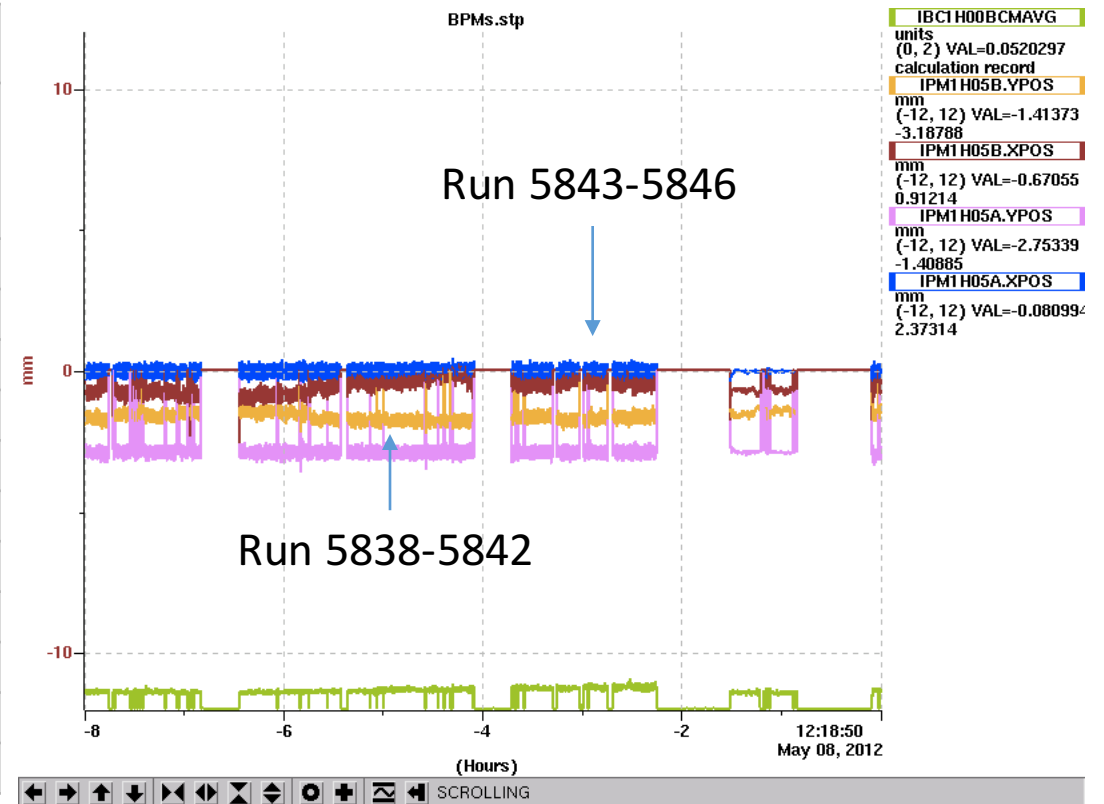 BPMs.stp
IBC1H00BCMAVG
units
(0, 2) VAL=0.0520297
calculation record
IPM1H05B.YPOS
mm
(-12, 12) VAL=-1.41373
-3.18788
IPM1H05B.XPOS
mm
(-12, 12) VAL=-0.67055
0.91214
IPM1H05A.YPOS
mm
(-12, 12) VAL=-2.75339
-1.40885
IPM1H05A.XPOS
mm
(-12, 12) VAL=-0.080994
2.37314
10
Run 5843-5846
mm
0
Run 5838-5842
-10
-8
-6
-4
-2
12:18:50
May 08, 2012
(Hours)
SCROLLING